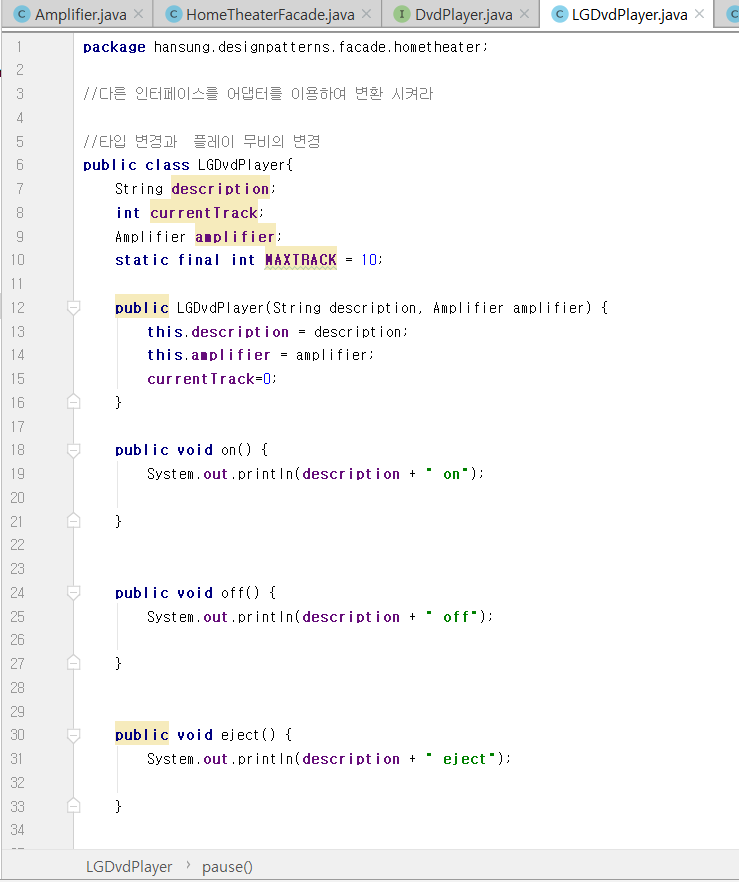 Amplifier.java HomeTheaterFacade.java DvdPlayer.java LGDvdPlayer.java
1 package hansung.designpatterns.facade.hometheater;
2
3 //다른 인터페이스를 어댑터를 이용하여 변환 시켜라
4
5 //타입 변경과 플레이 무비의 변경
6 public class LGDvdPlayer{
7 String description;
8 int currentTrack;
9 Amplifier amplifier;
10 static final int MAXTRACK = 10;
11
12 public LGDvdPlayer(String description, Amplifier amplifier) {
13 this.description = description;
14 this.amplifier = amplifier;
15 currentTrack=0;
16 }
17
18 public void on() {
19 System.out.println(description + " on");
20
21 }
22
23
24 public void off() {
25 System.out.println(description + " off");
26
27 }
28
29
30 public void eject() {
31 System.out.println(description + " eject");
32
33 }
34
LGDvdPlayer › pause()